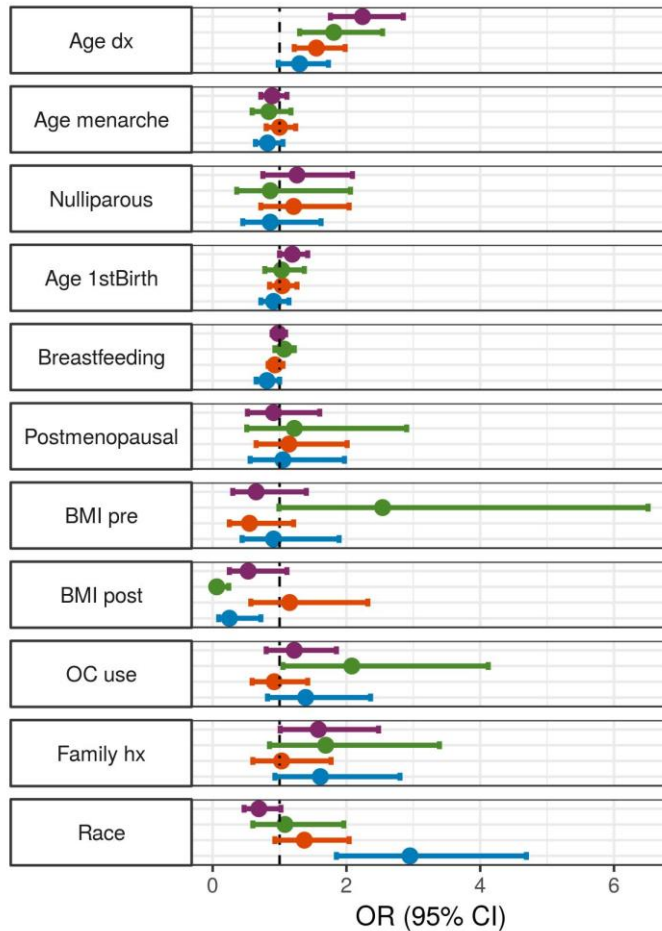 Age dx
Age menarche
Nulliparous
Age 1stBirth
Breastfeeding
Postmenopausal
BMI pre
BMI post
OC use
Family hx
Race
0 2 4 6
OR (95% CI)